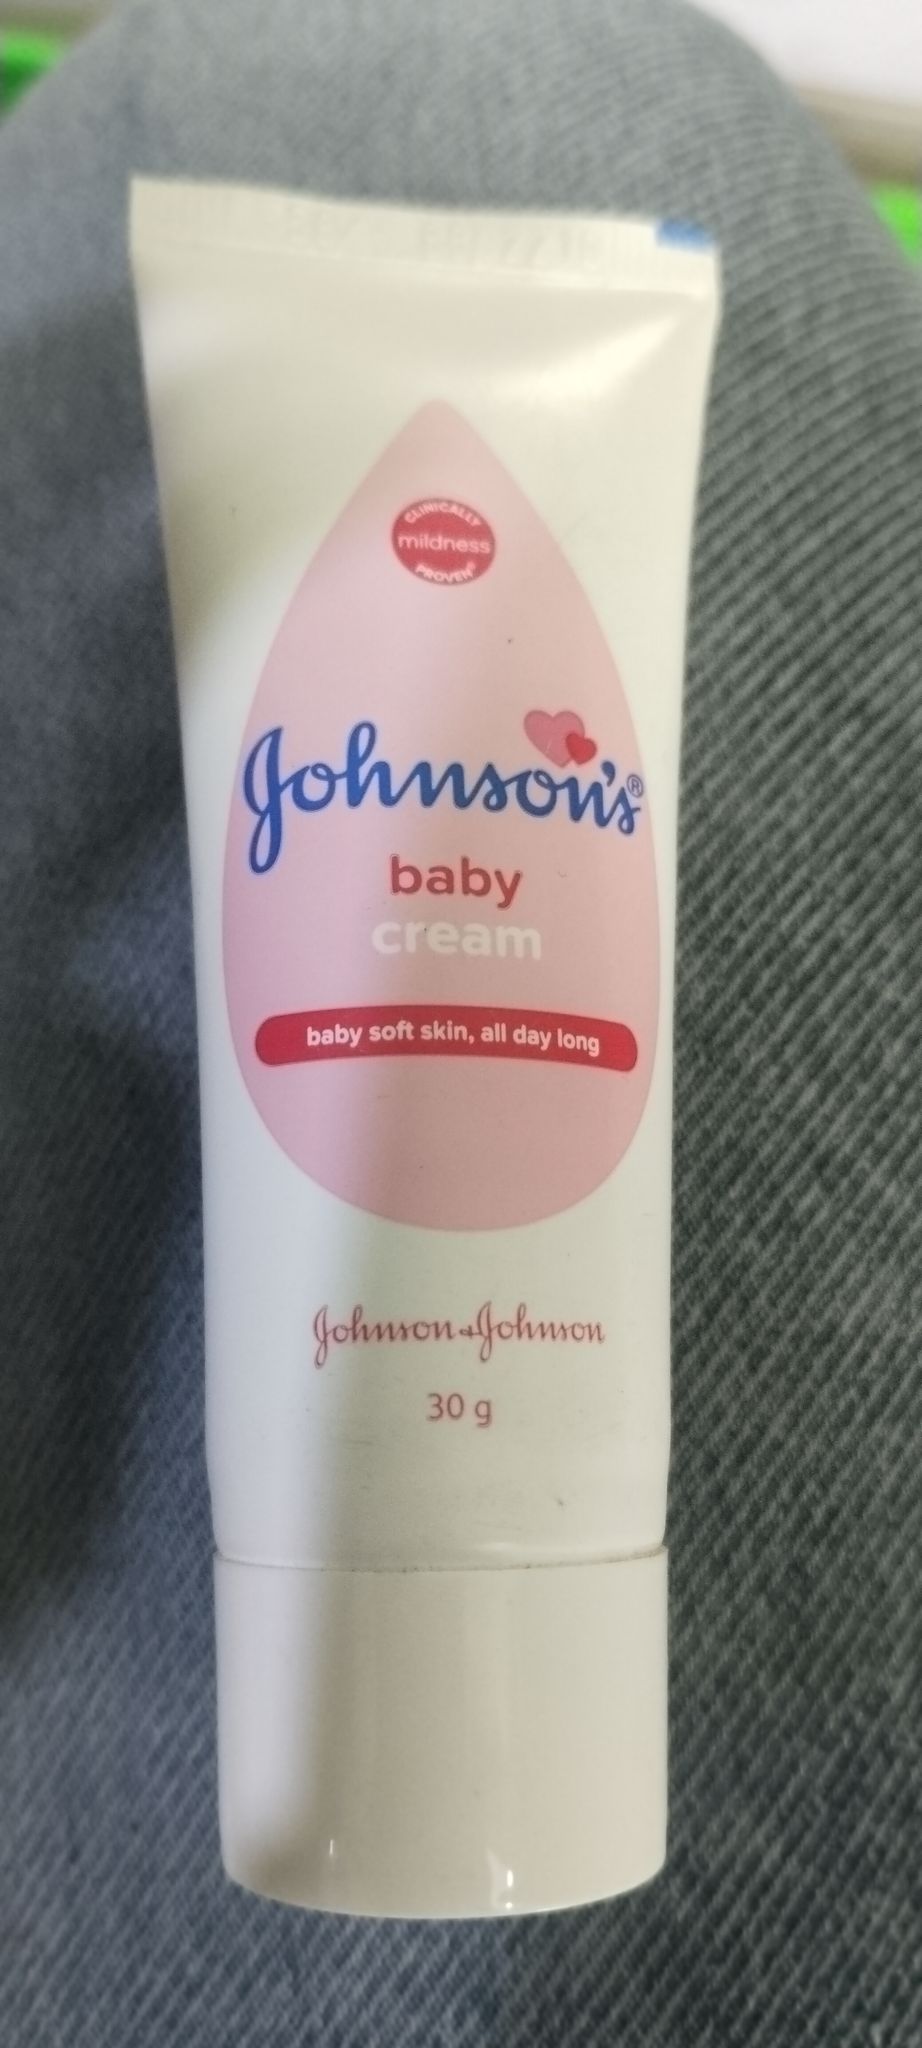 CLINICALLY
mildness
PROVEN®
Johnson's®
baby
cream
baby soft skin, all day long
Johnson & Johnson
30 g